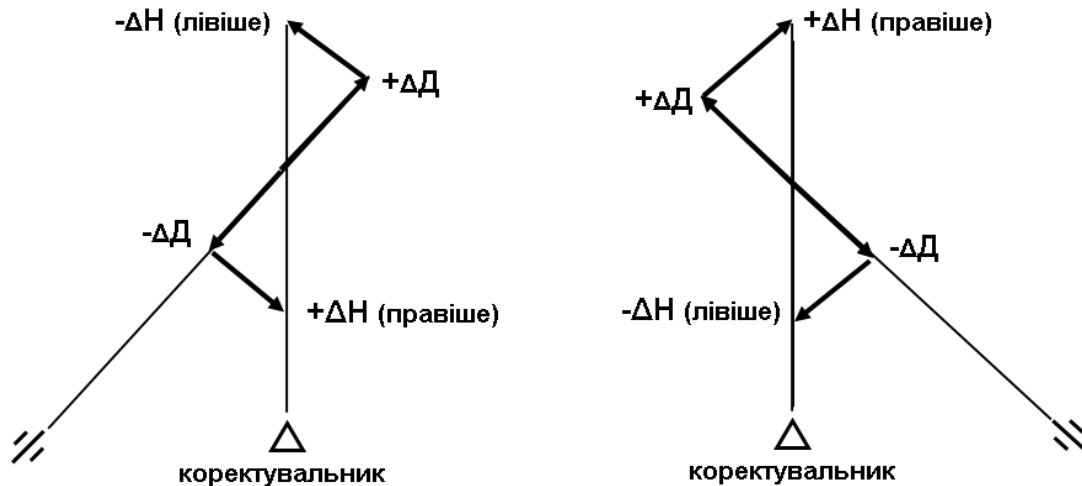 -ΔН (лівіше)
+ΔД
-ΔД
+ΔН (правіше)
коректувальник
+ΔН (правіше)
+ΔД
-ΔД
-ΔН (лівіше)
коректувальник